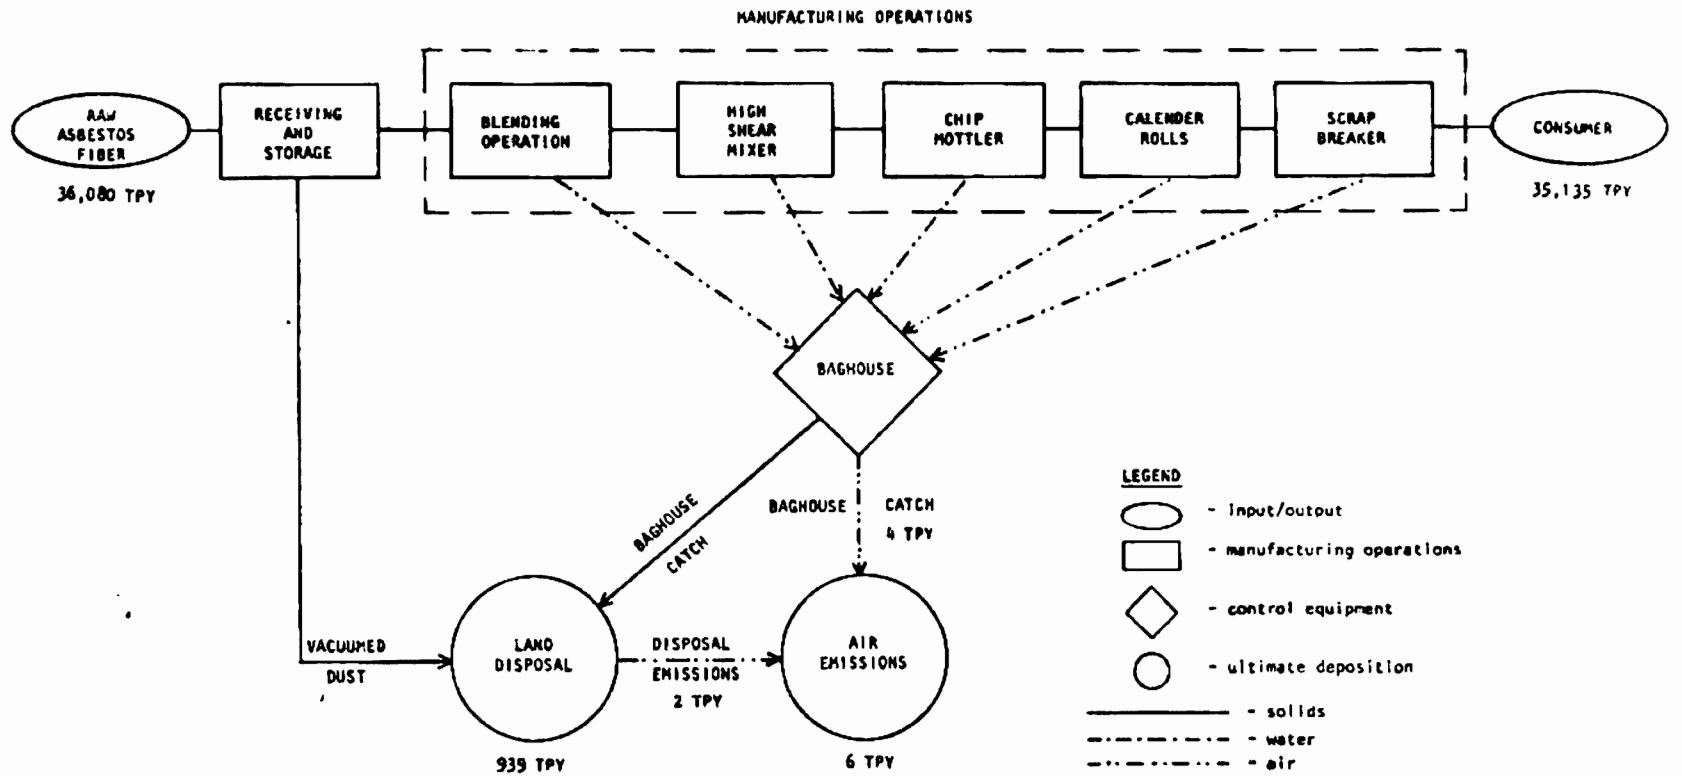 MANUFACTURING OPERATIONS
RAW
ASBESTOS
FIBER
36,080 TPY
RECEIVING
AND
STORAGE
BLENDING
OPERATION
HIGH
SHEAR
MIXER
CHIP
MOTTLER
CALENDER
ROLLS
SCRAP
BREAKER
CONSUMER
35,135 TPY
BAGHOUSE
BAGHOUSE
CATCH
BAGHOUSE CATCH
4 TPY
VACUUMED
DUST
LAND
DISPOSAL
939 TPY
DISPOSAL
EMISSIONS
2 TPY
AIR
EMISSIONS
6 TPY
LEGEND
- input/output
- manufacturing operations
- control equipment
- ultimate deposition
- solids
- water
- air